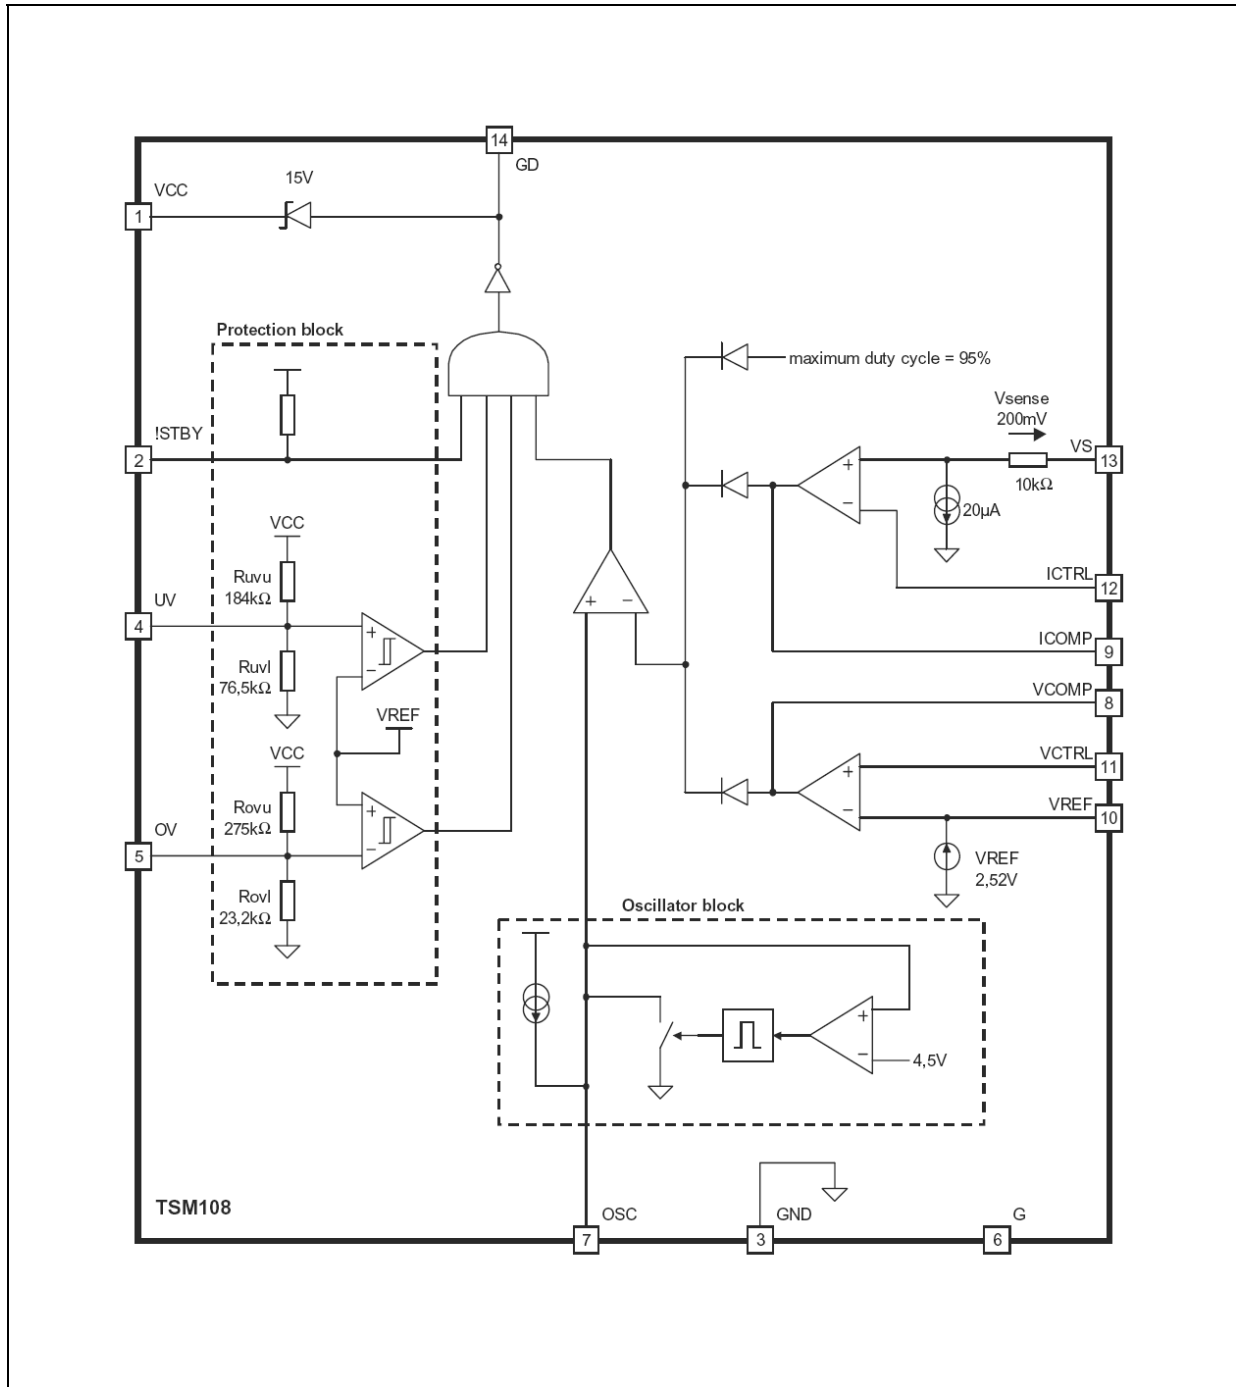 14
GD
15V
VCC
1
Protection block
maximum duty cycle = 95%
Vsense
200mV
!STBY
VS
2
+
13
10kΩ
−
20µA
VCC
Ruvu
184kΩ
ICTRL
12
UV
4
+
−
+
ICOMP
9
Ruvl
76,5kΩ
−
VCOMP
8
VREF
VCC
VCTRL
11
+
Rovu
275kΩ
+
−
VREF
10
OV
5
−
VREF
2,52V
Rovl
23,2kΩ
Oscillator block
+
−
4,5V
TSM108
OSC
GND
G
7
3
6